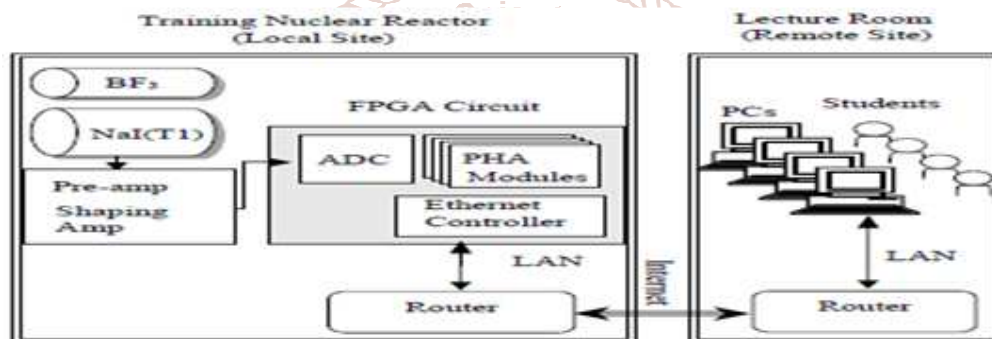 Training Nuclear Reactor
(Local Site)
BF₃
NaI(T1)
Pre-amp
Shaping
Amp
FPGA Circuit
ADC
PHA
Modules
Ethernet
Controller
LAN
Router
Internet
Lecture Room
(Remote Site)
PCs
Students
LAN
Router